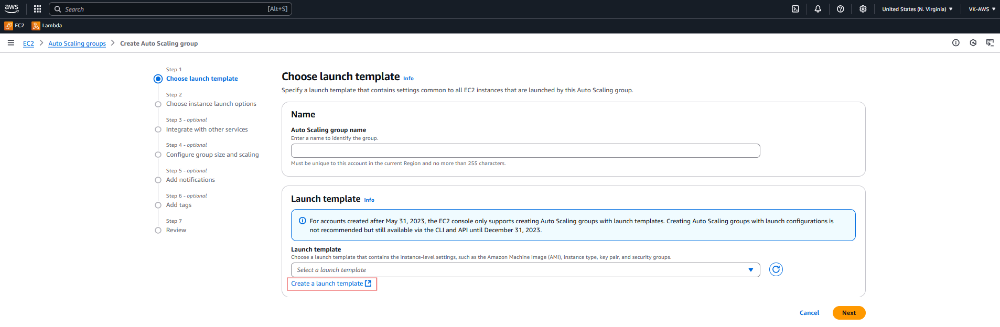 aws
Search [Alt+S]
United States (N. Virginia)
VK-AWS
EC2
Lambda
EC2 > Auto Scaling groups > Create Auto Scaling group
Step 1
Choose launch template
Step 2
Choose instance launch options
Step 3 - optional
Integrate with other services
Step 4 - optional
Configure group size and scaling
Step 5 - optional
Add notifications
Step 6 - optional
Add tags
Step 7
Review
Choose launch template Info
Specify a launch template that contains settings common to all EC2 instances that are launched by this Auto Scaling group.
Name
Auto Scaling group name
Enter a name to identify the group.
Must be unique to this account in the current Region and no more than 255 characters.
Launch template Info
For accounts created after May 31, 2023, the EC2 console only supports creating Auto Scaling groups with launch templates. Creating Auto Scaling groups with launch configurations is
not recommended but still available via the CLI and API until December 31, 2023.
Launch template
Choose a launch template that contains the instance-level settings, such as the Amazon Machine Image (AMI), instance type, key pair, and security groups.
Select a launch template
Create a launch template
Cancel
Next